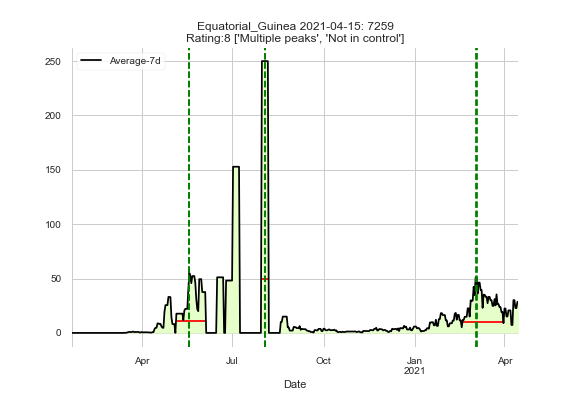 Equatorial_Guinea 2021-04-15: 7259
Rating:8 ['Multiple peaks', 'Not in control']
Average-7d
250
200
150
100
50
0
Apr
Jul
Oct
Jan
2021
Apr
Date